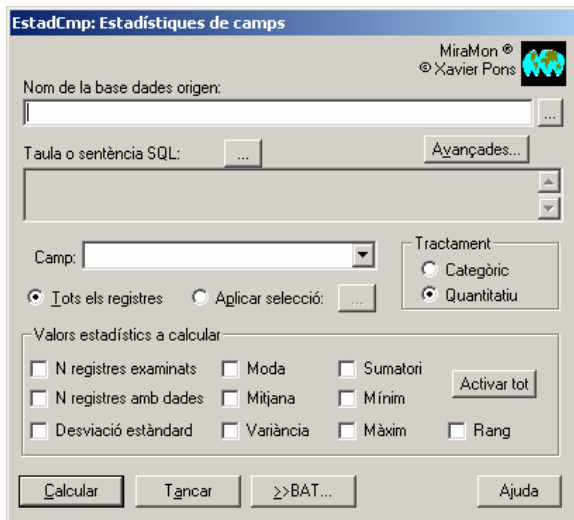 EstadCmp: Estadístiques de camps
MiraMon ®
© Xavier Pons
Nom de la base dades origen:
...
Taula o sentència SQL:
...
Avançades...
Camp:
Tractament
Categòric
Quantitatiu
Tots els registres
Aplicar selecció:
...
Valors estadístics a calcular
N registres examinats
Moda
Sumatori
Activar tot
N registres amb dades
Mitjana
Mínim
Desviació estàndard
Variància
Màxim
Rang
Calcular
Tancar
>>BAT...
Ajuda